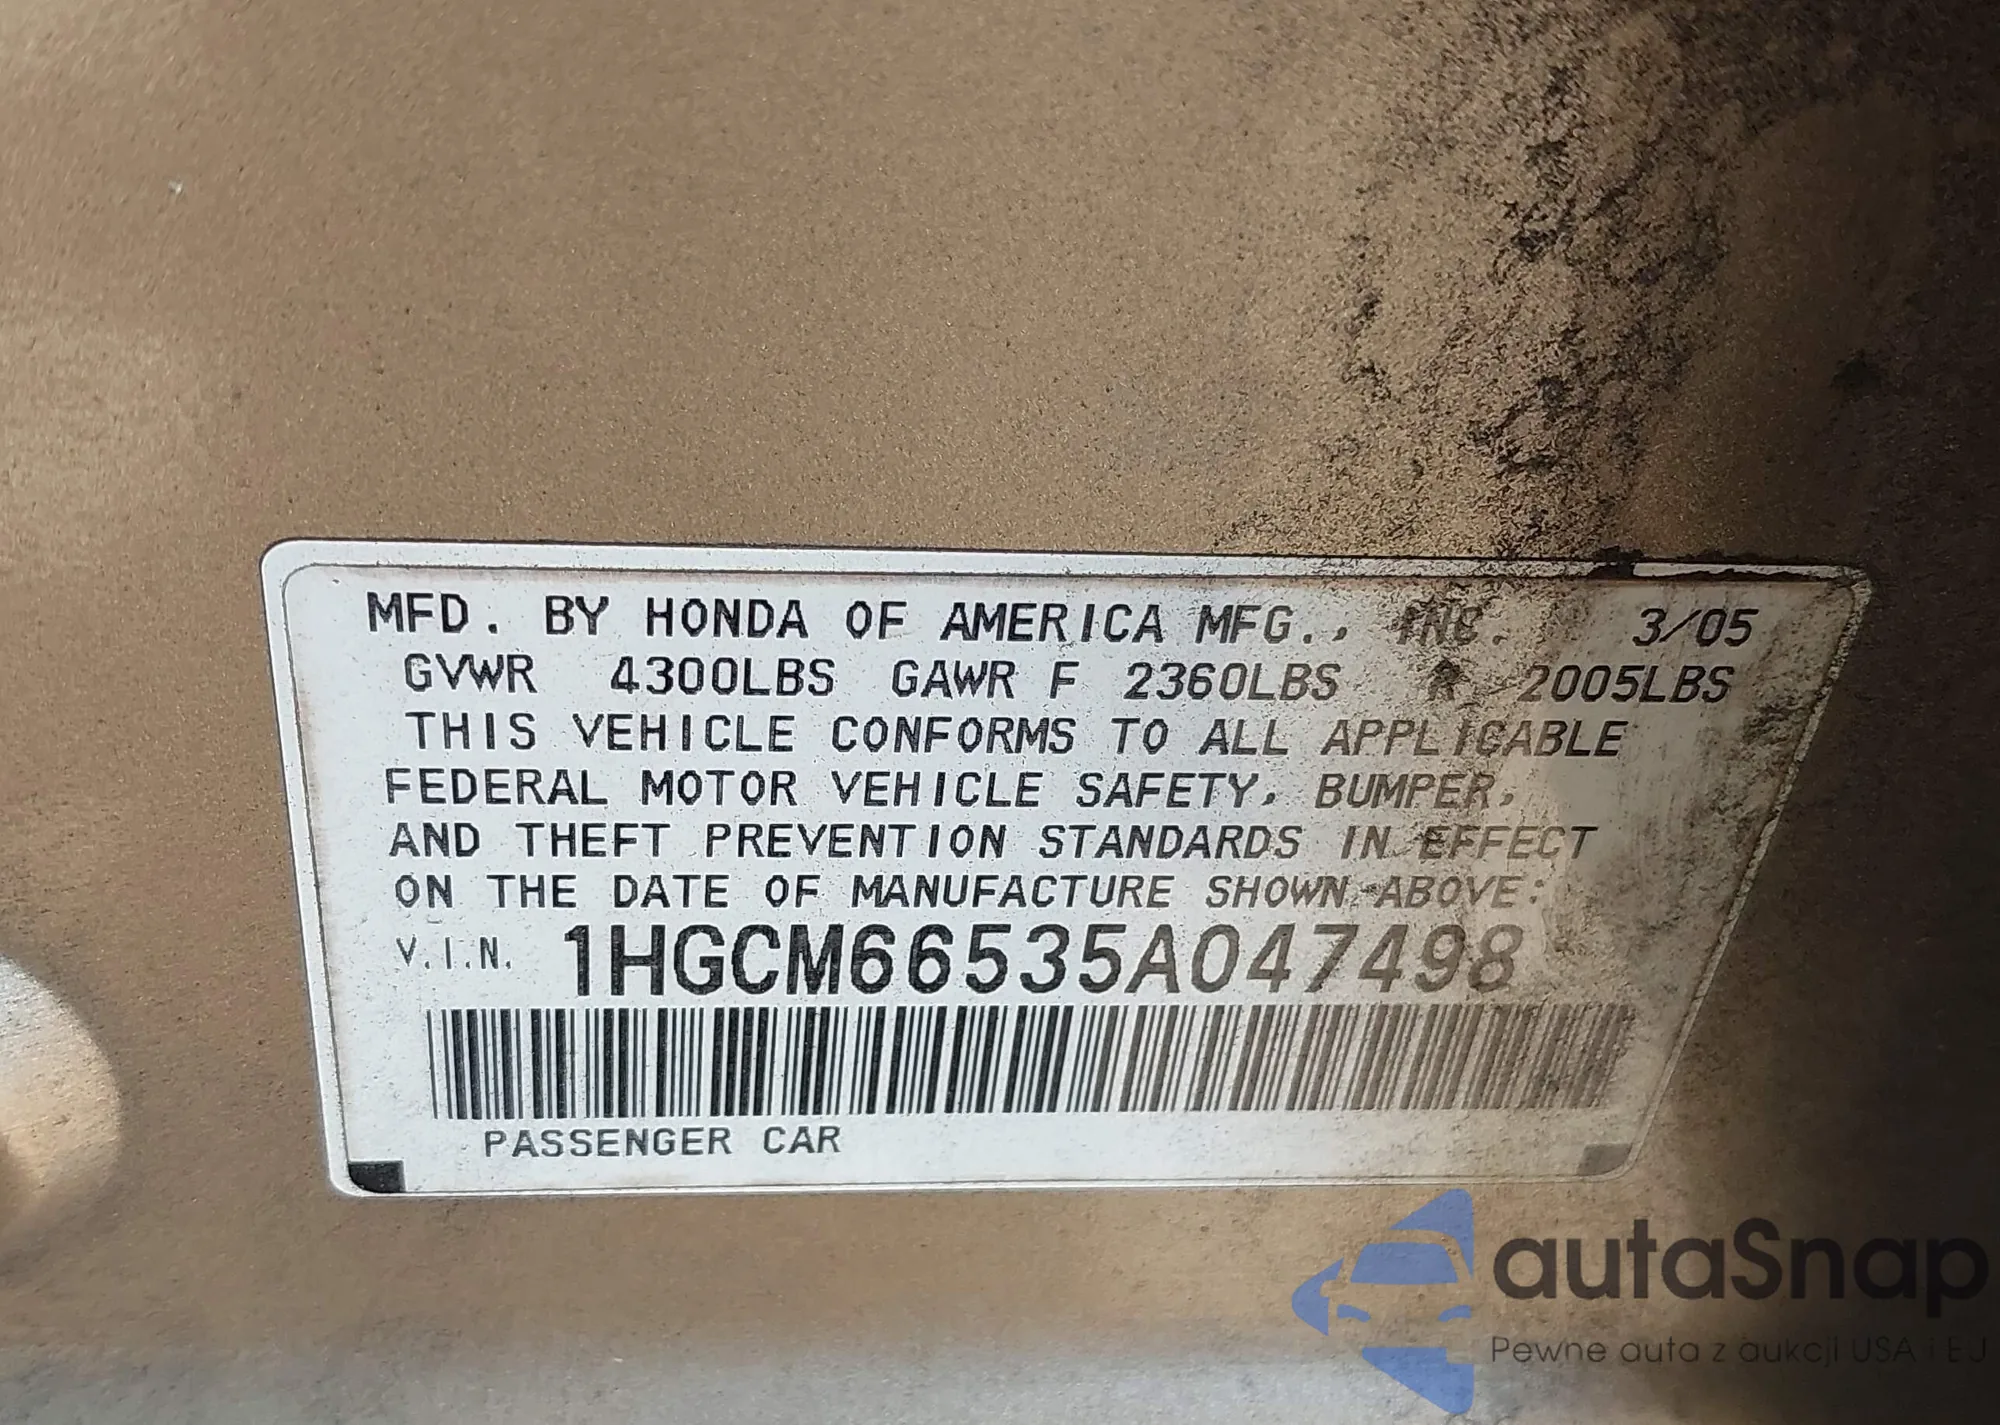 MFD. BY HONDA OF AMERICA MFG., INC. 3/05
GVWR 4300LBS GAWR F 2360LBS R 2005LBS
THIS VEHICLE CONFORMS TO ALL APPLICABLE
FEDERAL MOTOR VEHICLE SAFETY, BUMPER,
AND THEFT PREVENTION STANDARDS IN EFFECT
ON THE DATE OF MANUFACTURE SHOWN ABOVE:
V.I.N. 1HGCM66535A047498
PASSENGER CAR
autaSnap
Pewne auta z aukcji USA i EU